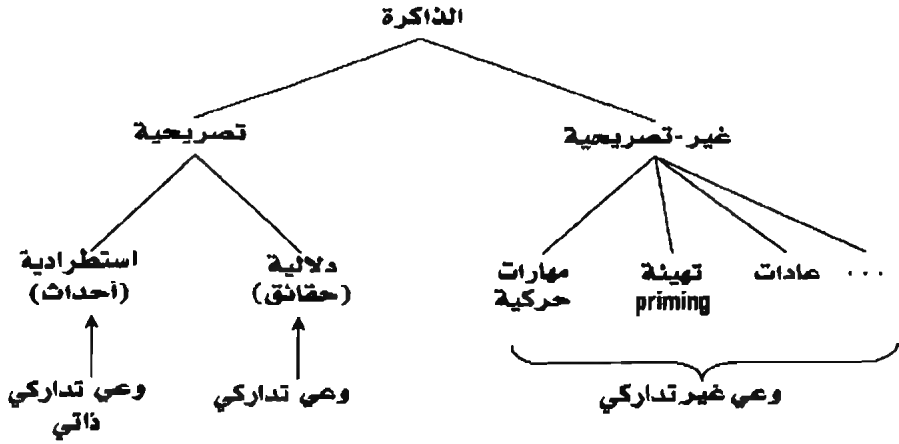 الذاكرة
تصريحية
غير-تصريحية
استطرادية
(أحداث)
دلالية
(حقائق)
مهارات
حركية
تهيئة
priming
عادات
...
وعي تداركي
ذاتي
وعي تداركي
وعي غير تداركي